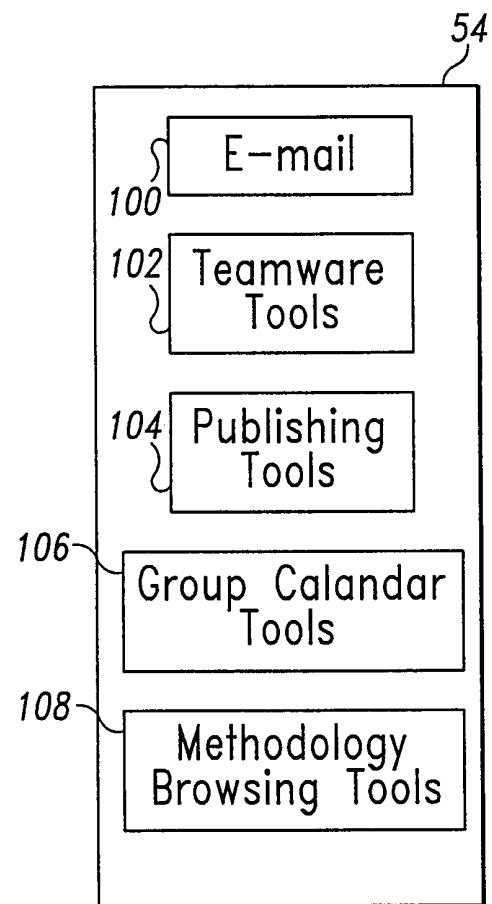 54
E-mail
100
102
Teamware
Tools
104
Publishing
Tools
106
Group Calandar
Tools
108
Methodology
Browsing Tools